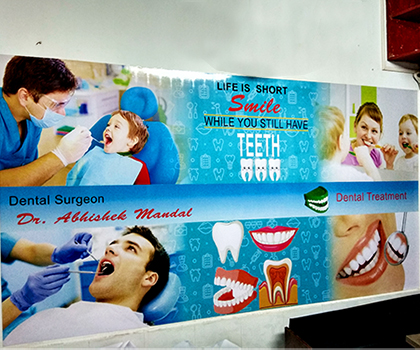 LIFE IS SHORT
Smile
WHILE YOU STILL HAVE
TEETH
Dental Surgeon
Dr. Abhishek Mandal
Dental Treatment